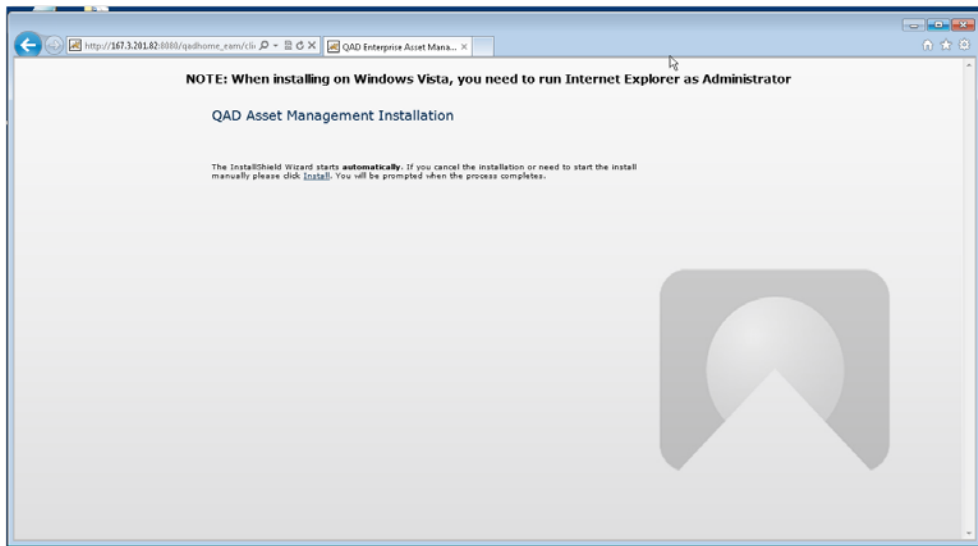 http://167.3.201.82:8080/qadhome_eam/cli
QAD Enterprise Asset Mana...
NOTE: When installing on Windows Vista, you need to run Internet Explorer as Administrator
QAD Asset Management Installation
The InstallShield Wizard starts automatically. If you cancel the installation or need to start the install
manually please click Install. You will be prompted when the process completes.